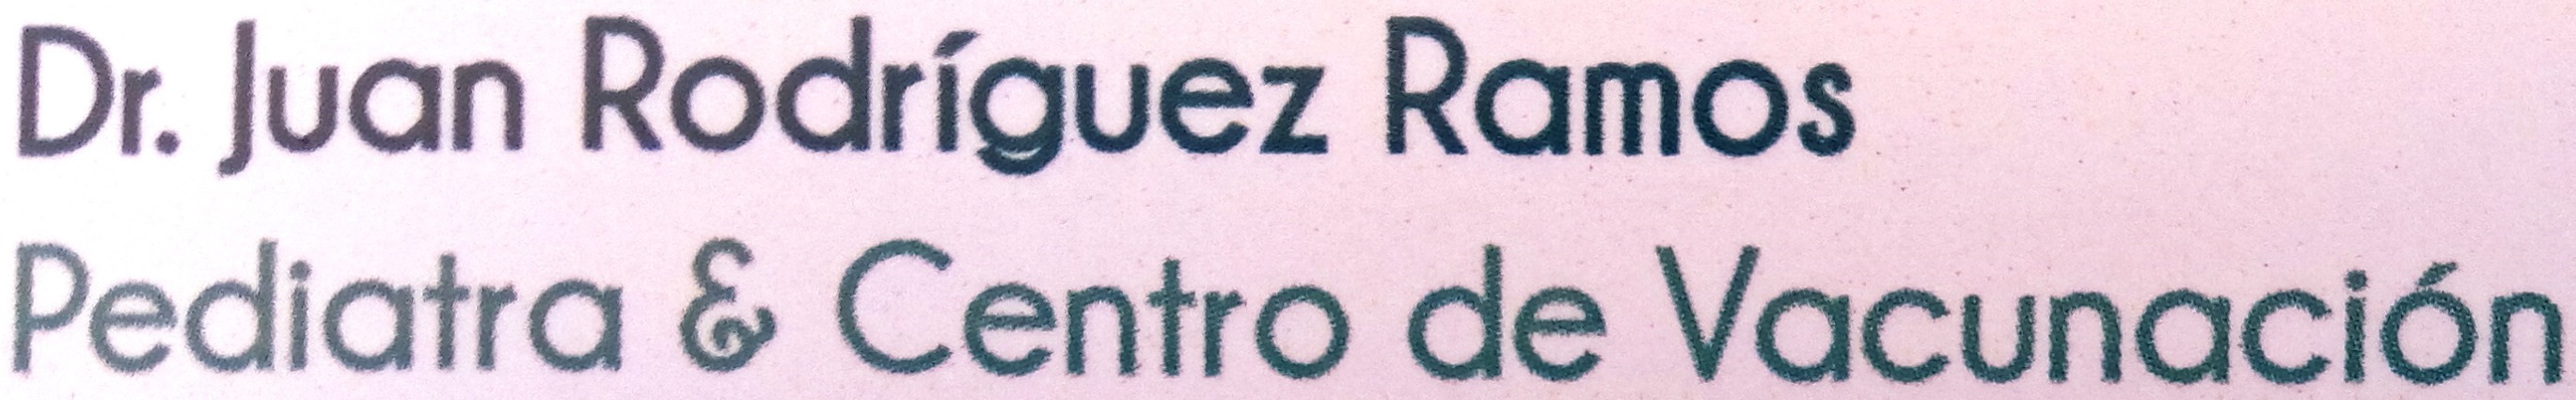 Dr. Juan Rodríguez Ramos
Pediatra & Centro de Vacunación